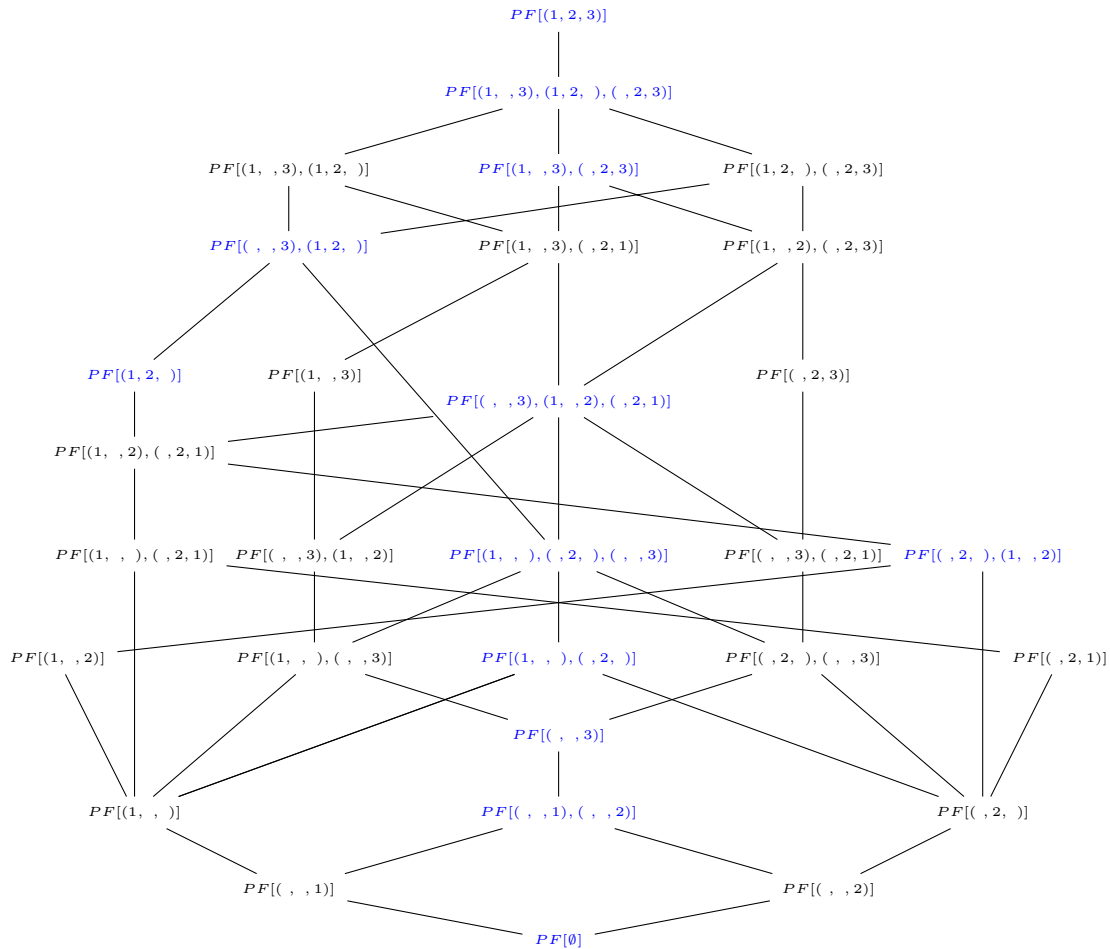 PF[(1, 2, 3)]
PF[(1, ,3), (1, 2, ), ( , 2, 3)]
PF[(1, ,3), (1, 2, )]
PF[(1, ,3), ( , 2, 3)]
PF[(1, 2, ), ( , 2, 3)]
PF[( , ,3), (1, 2, )]
PF[(1, ,3), ( , 2, 1)]
PF[(1, ,2), ( , 2, 3)]
PF[(1, 2, )]
PF[(1, ,3)]
PF[( , 2, 3)]
PF[( , ,3), (1, ,2), ( , 2, 1)]
PF[(1, ,2), ( , 2, 1)]
PF[(1, , ), ( , 2, 1)]
PF[( , ,3), (1, ,2)]
PF[(1, , ), ( , 2, ), ( , ,3)]
PF[( , ,3), ( , 2, 1)]
PF[( , 2, ), (1, ,2)]
PF[(1, ,2)]
PF[(1, , ), ( , ,3)]
PF[(1, , ), ( , 2, )]
PF[( , 2, ), ( , ,3)]
PF[( , 2, 1)]
PF[( , ,3)]
PF[(1, , )]
PF[( , ,1), ( , ,2)]
PF[( , 2, )]
PF[( , ,1)]
PF[( , ,2)]
PF[∅]